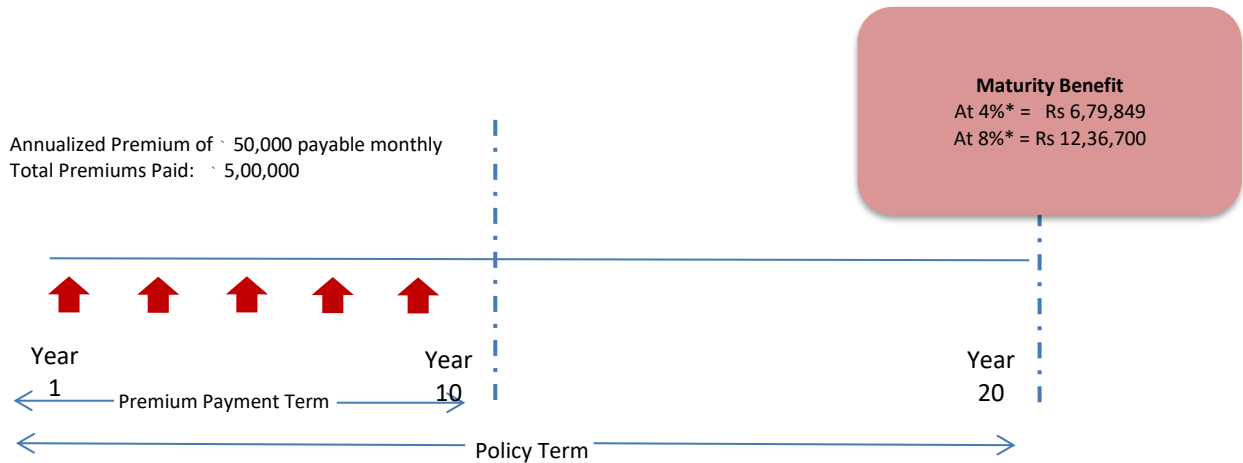 Maturity Benefit
At 4%* = Rs 6,79,849
At 8%* = Rs 12,36,700
Annualized Premium of ` 50,000 payable monthly
Total Premiums Paid: ` 5,00,000
Year
1
Year
10
Year
20
Premium Payment Term
Policy Term